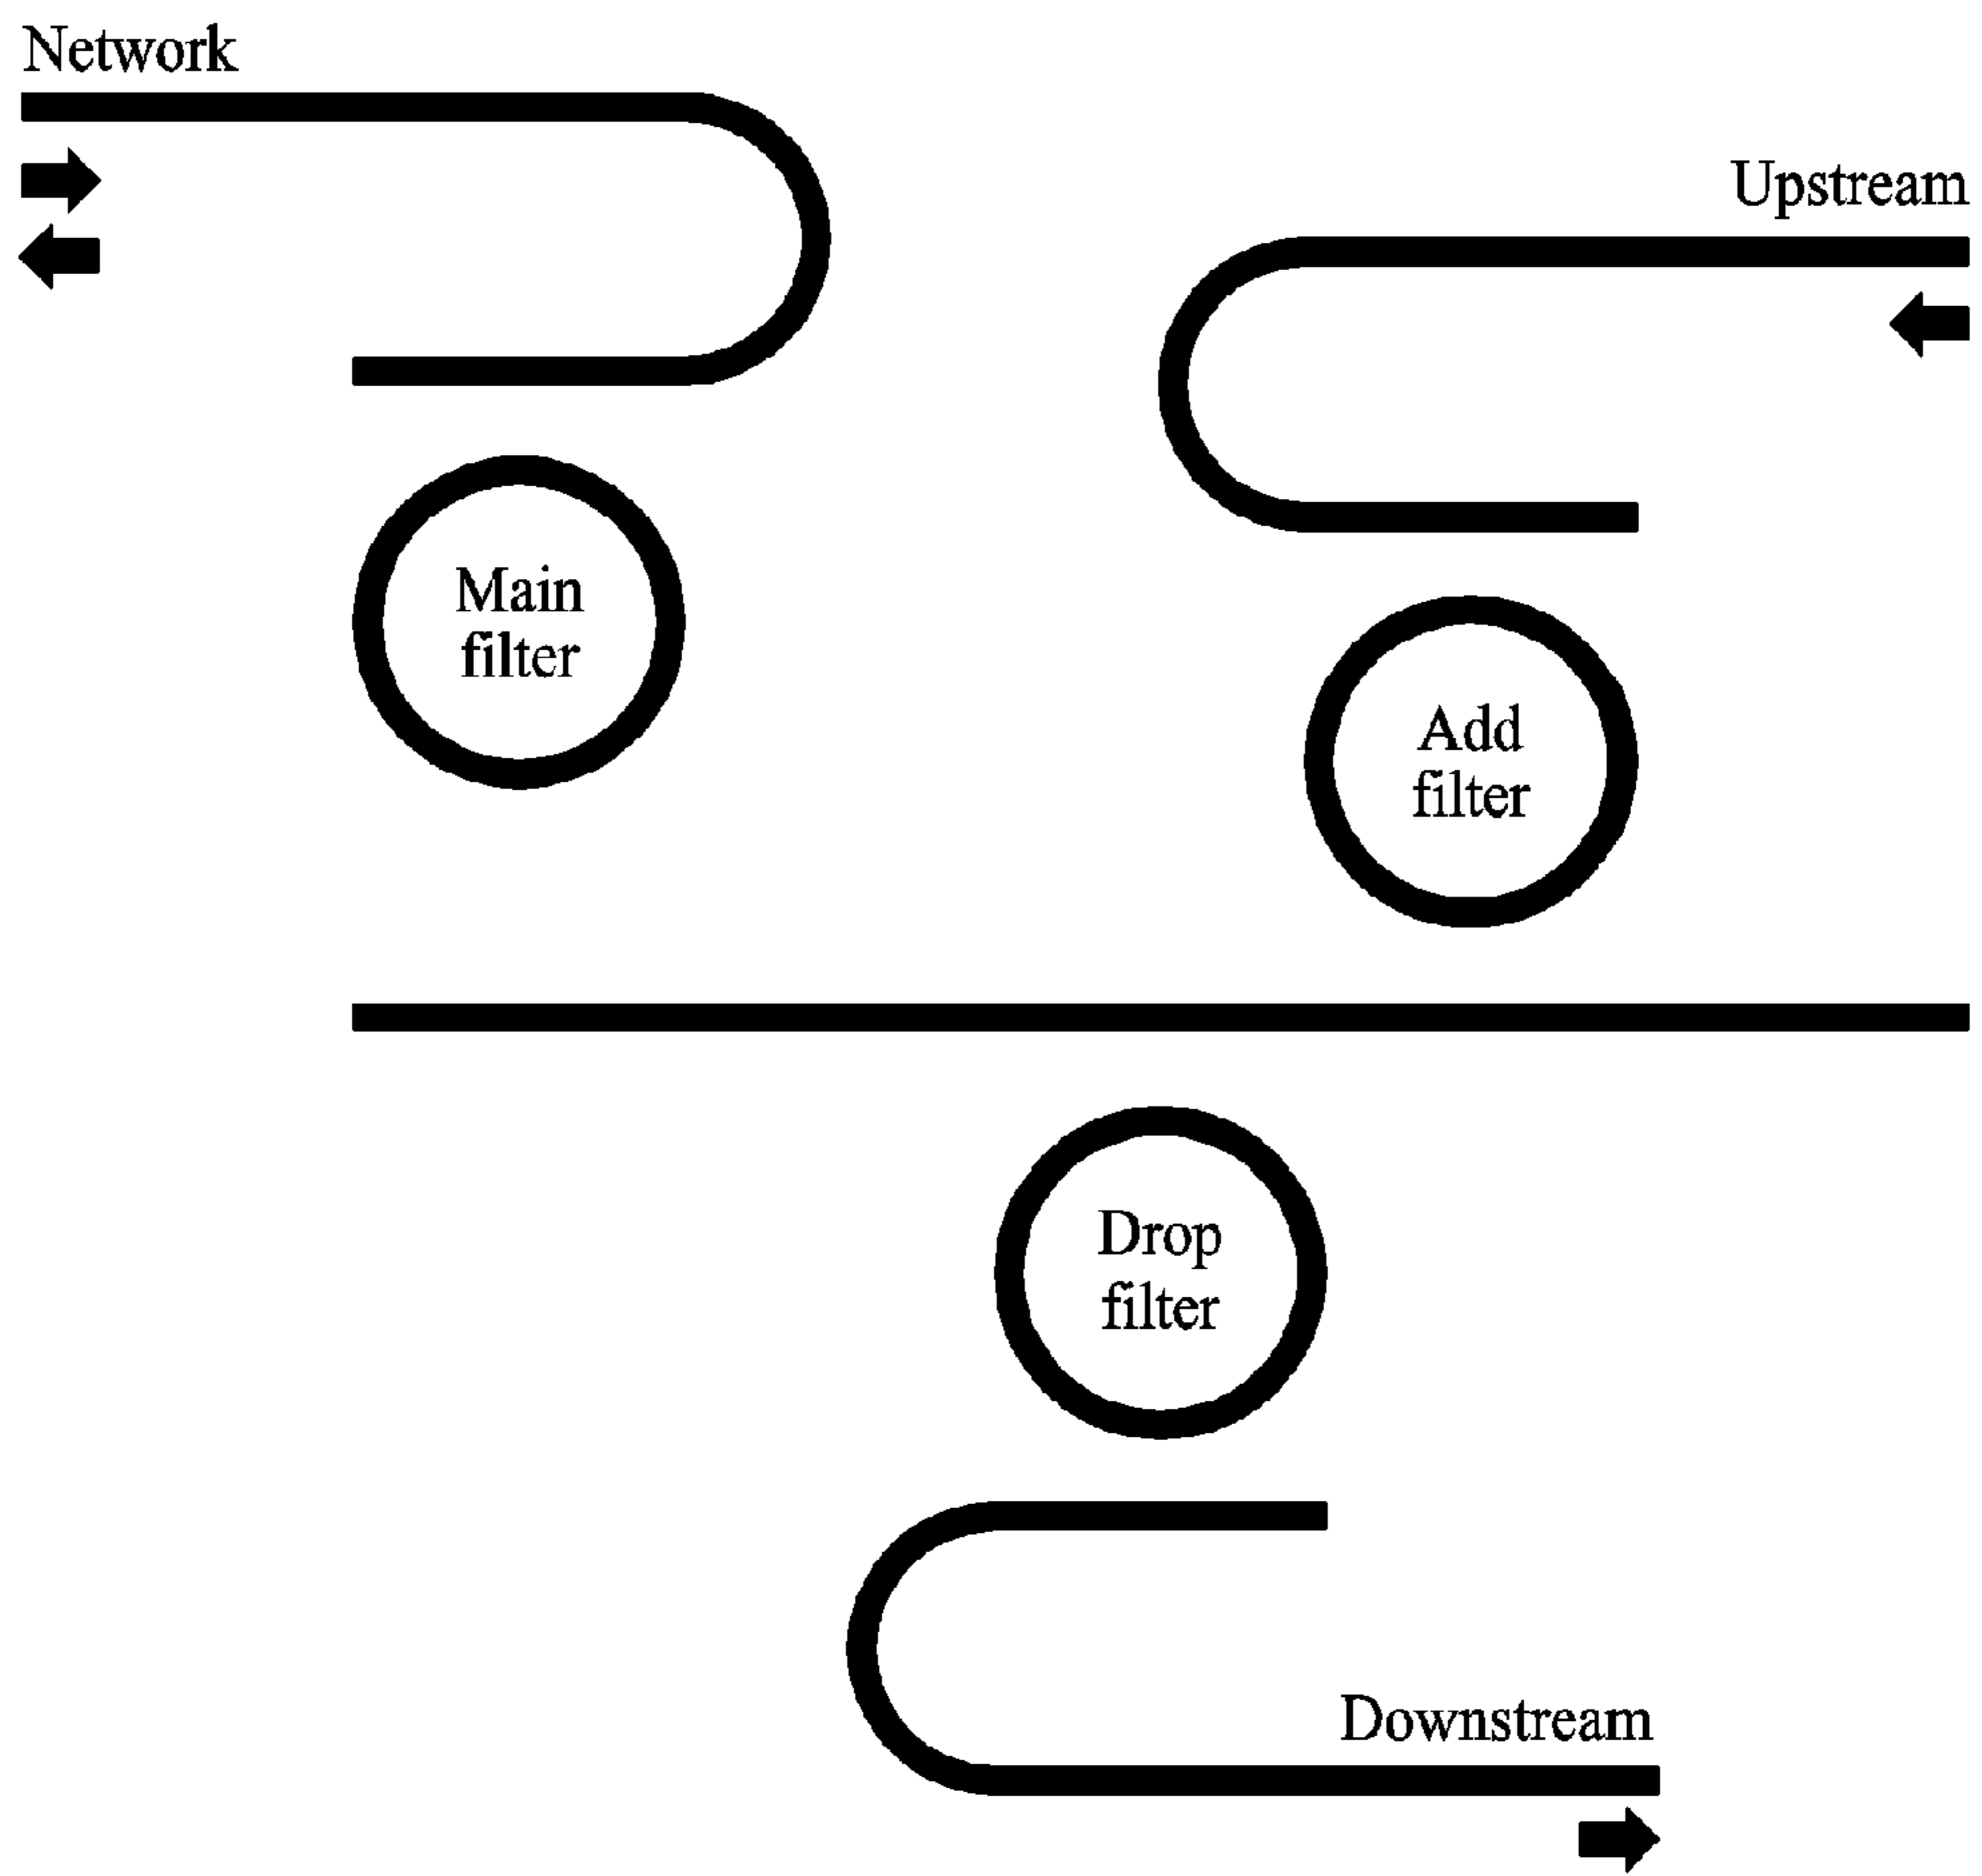 Network
Upstream
Main
filter
Add
filter
Drop
filter
Downstream